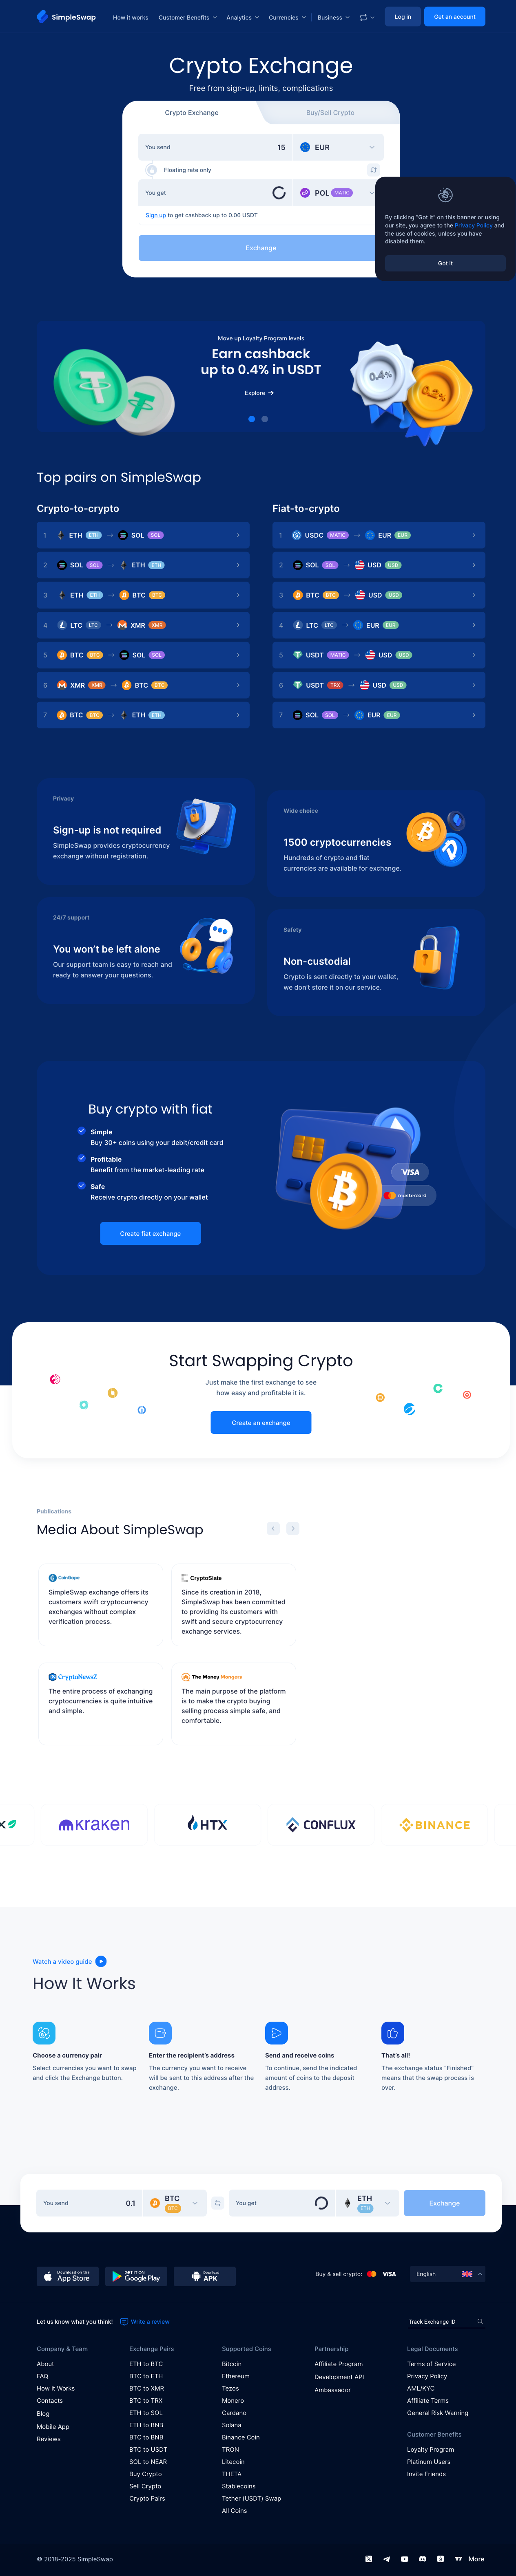 SimpleSwap
How it works
Customer Benefits
Analytics
Currencies
Business
Log in
Get an account
Crypto Exchange
Free from sign-up, limits, complications
Crypto Exchange
Buy/Sell Crypto
You send
15
EUR
Floating rate only
You get
POL MATIC
Sign up to get cashback up to 0.06 USDT
Exchange
By clicking "Got it" on this banner or using
our site, you agree to the Privacy Policy and
the use of cookies, unless you have
disabled them.
Got it
Move up Loyalty Program levels
Earn cashback
up to 0.4% in USDT
Explore →
0.4%
0.2%
Top pairs on SimpleSwap
Crypto-to-crypto
1 ETH ETH → SOL SOL
2 SOL SOL → ETH ETH
3 ETH ETH → BTC BTC
4 LTC LTC → XMR XMR
5 BTC BTC → SOL SOL
6 XMR XMR → BTC BTC
7 BTC BTC → ETH ETH
Fiat-to-crypto
1 USDC MATIC → EUR EUR
2 SOL SOL → USD USD
3 BTC BTC → USD USD
4 LTC LTC → EUR EUR
5 USDT MATIC → USD USD
6 USDT TRX → USD USD
7 SOL SOL → EUR EUR
Privacy
Sign-up is not required
SimpleSwap provides cryptocurrency
exchange without registration.
Wide choice
1500 cryptocurrencies
Hundreds of crypto and fiat
currencies are available for exchange.
24/7 support
You won't be left alone
Our support team is easy to reach and
ready to answer your questions.
Safety
Non-custodial
Crypto is sent directly to your wallet,
we don't store it on our service.
Buy crypto with fiat
Simple
Buy 30+ coins using your debit/credit card
Profitable
Benefit from the market-leading rate
Safe
Receive crypto directly on your wallet
Create fiat exchange
VISA
mastercard
Start Swapping Crypto
Just make the first exchange to see
how easy and profitable it is.
Create an exchange
Publications
Media About SimpleSwap
CoinGape
SimpleSwap exchange offers its
customers swift cryptocurrency
exchanges without complex
verification process.
CryptoSlate
Since its creation in 2018,
SimpleSwap has been committed
to providing its customers with
swift and secure cryptocurrency
exchange services.
CryptoNewsZ
The entire process of exchanging
cryptocurrencies is quite intuitive
and simple.
The Money Mongers
The main purpose of the platform
is to make the crypto buying
selling process simple safe, and
comfortable.
X
kraken
HTX
CONFLUX
BINANCE
Watch a video guide
How It Works
Choose a currency pair
Select currencies you want to swap
and click the Exchange button.
Enter the recipient's address
The currency you want to receive
will be sent to this address after the
exchange.
Send and receive coins
To continue, send the indicated
amount of coins to the deposit
address.
That's all!
The exchange status "Finished"
means that the swap process is
over.
You send
0.1
BTC
BTC
You get
ETH
ETH
Exchange
Download on the
App Store
GET IT ON
Google Play
Download
APK
Buy & sell crypto:
VISA
English
Let us know what you think!
Write a review
Track Exchange ID
Company & Team
About
FAQ
How it Works
Contacts
Blog
Mobile App
Reviews
Exchange Pairs
ETH to BTC
BTC to ETH
BTC to XMR
BTC to TRX
ETH to SOL
ETH to BNB
BTC to BNB
BTC to USDT
SOL to NEAR
Buy Crypto
Sell Crypto
Crypto Pairs
Supported Coins
Bitcoin
Ethereum
Tezos
Monero
Cardano
Solana
Binance Coin
TRON
Litecoin
THETA
Stablecoins
Tether (USDT) Swap
All Coins
Partnership
Affiliate Program
Development API
Ambassador
Legal Documents
Terms of Service
Privacy Policy
AML/KYC
Affiliate Terms
General Risk Warning
Customer Benefits
Loyalty Program
Platinum Users
Invite Friends
© 2018-2025 SimpleSwap
More